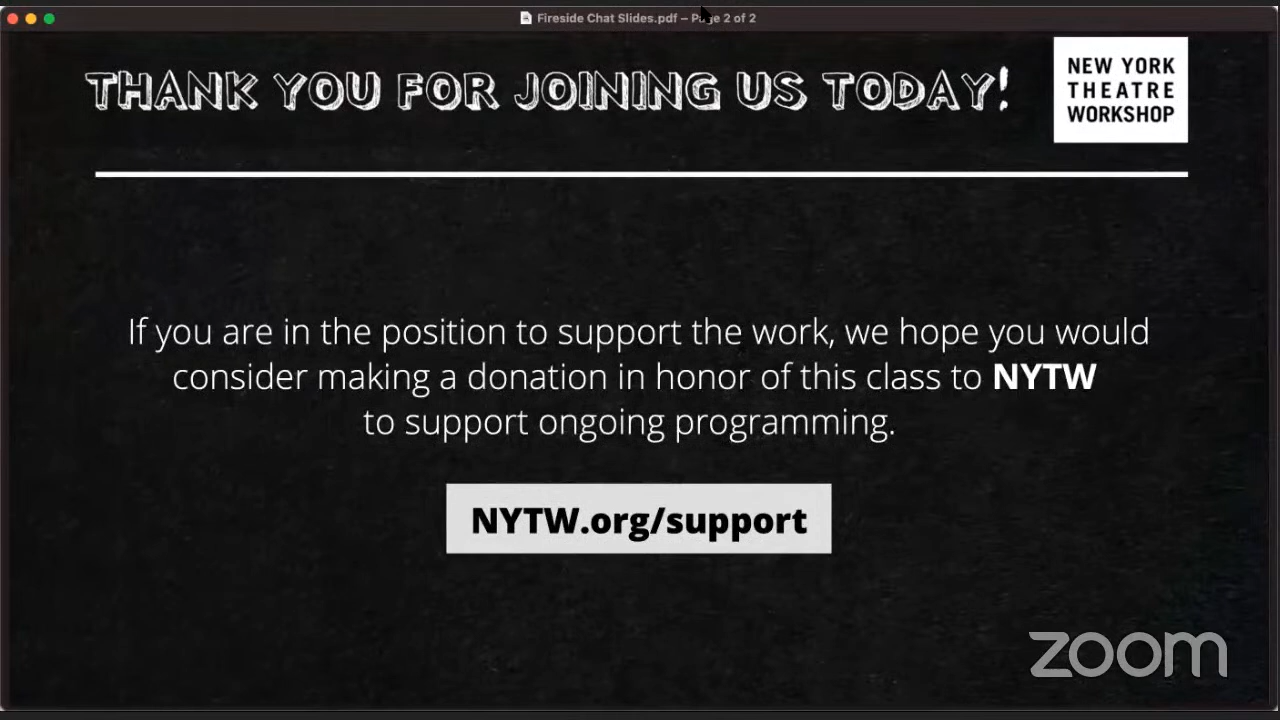 Fireside Chat Slides.pdf – Page 2 of 2
THANK YOU FOR JOINING US TODAY!
NEW YORK
THEATRE
WORKSHOP
If you are in the position to support the work, we hope you would
consider making a donation in honor of this class to NYTW
to support ongoing programming.
NYTW.org/support
zoom